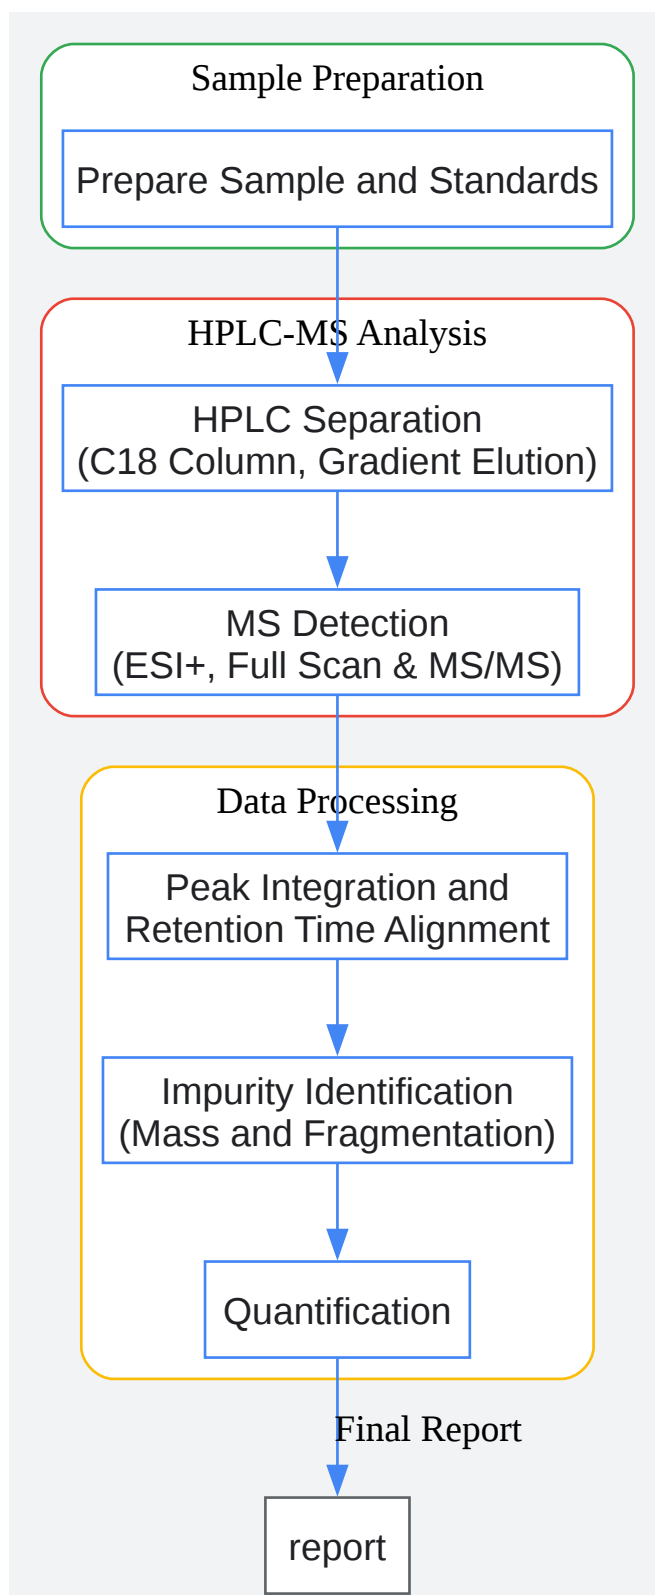 Sample Preparation
Prepare Sample and Standards
HPLC-MS Analysis
HPLC Separation
(C18 Column, Gradient Elution)
MS Detection
(ESI+, Full Scan & MS/MS)
Data Processing
Peak Integration and
Retention Time Alignment
Impurity Identification
(Mass and Fragmentation)
Quantification
Final Report
report